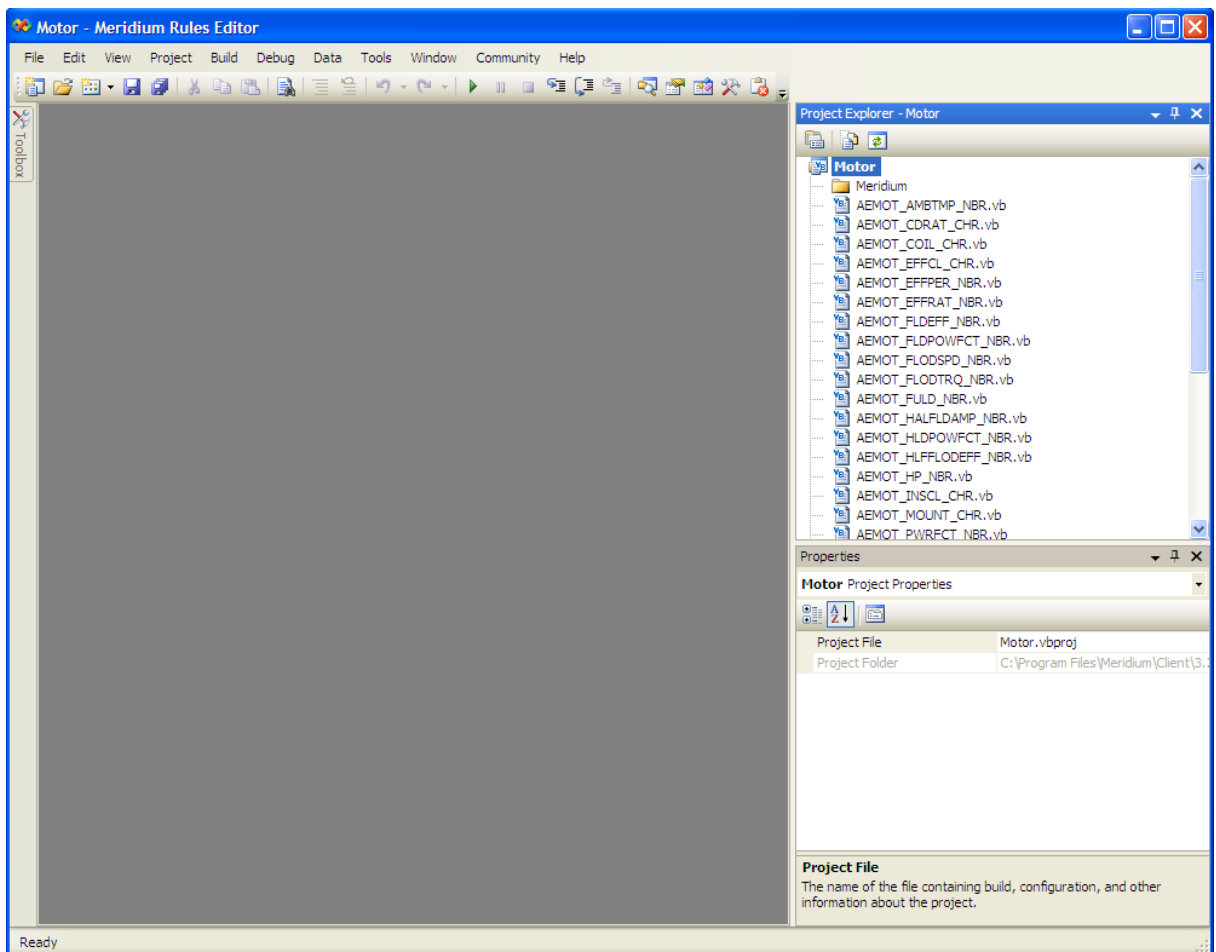 Motor - Meridium Rules Editor
File Edit View Project Build Debug Data Tools Window Community Help
Toolbox
Project Explorer - Motor
Motor
Meridium
AEMOT_AMBTMP_NBR.vb
AEMOT_CDRAT_CHR.vb
AEMOT_COIL_CHR.vb
AEMOT_EFFCL_CHR.vb
AEMOT_EFFPER_NBR.vb
AEMOT_EFFRAT_NBR.vb
AEMOT_FLDEFF_NBR.vb
AEMOT_FLDPOWFCT_NBR.vb
AEMOT_FLODSPD_NBR.vb
AEMOT_FLODTRQ_NBR.vb
AEMOT_FULD_NBR.vb
AEMOT_HALFLDAMP_NBR.vb
AEMOT_HLDPOWFCT_NBR.vb
AEMOT_HLFFLODEFF_NBR.vb
AEMOT_HP_NBR.vb
AEMOT_INSCL_CHR.vb
AEMOT_MOUNT_CHR.vb
AEMOT_PWRFCT_NBR.vb
Properties
Motor Project Properties
Project File Motor.vbproj
Project Folder C:\Program Files\Meridium\Client\3.
Project File
The name of the file containing build, configuration, and other
information about the project.
Ready